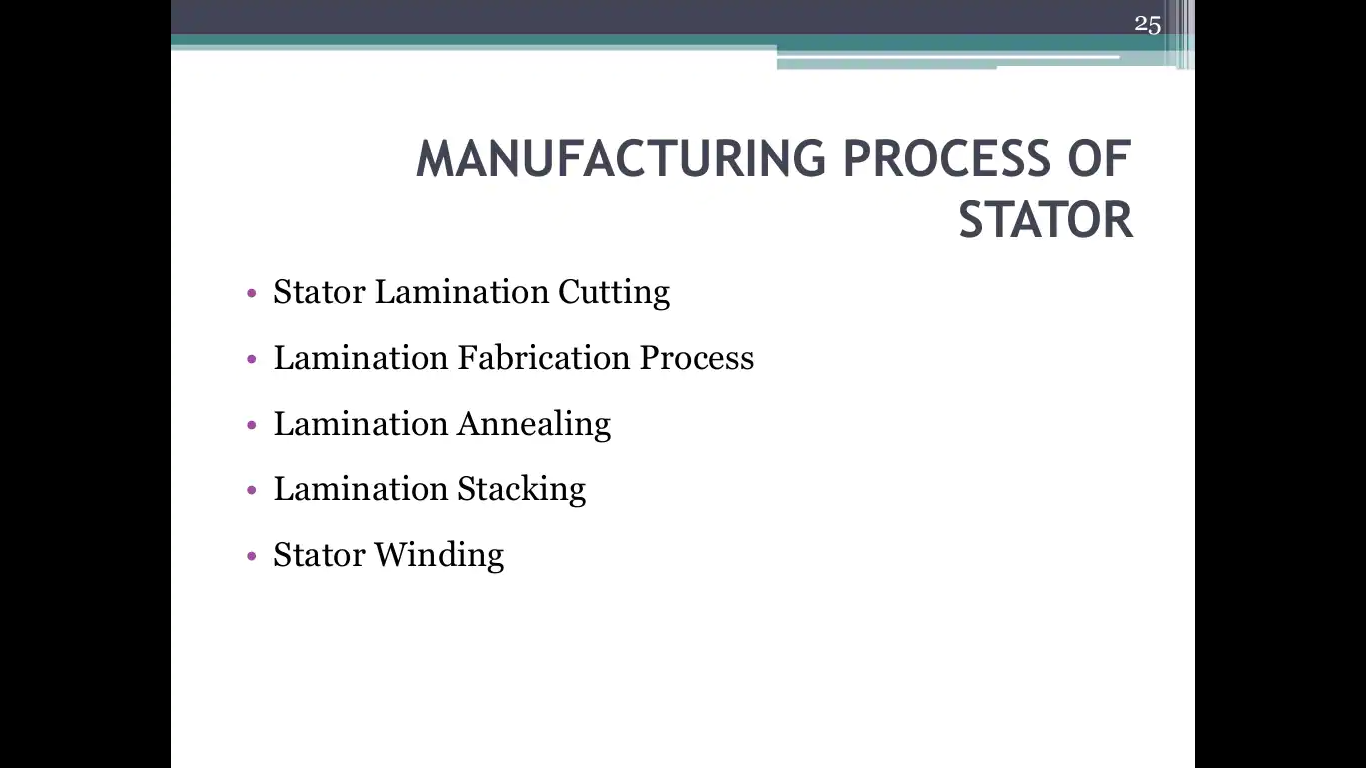 25
MANUFACTURING PROCESS OF
STATOR
• Stator Lamination Cutting
• Lamination Fabrication Process
• Lamination Annealing
• Lamination Stacking
• Stator Winding